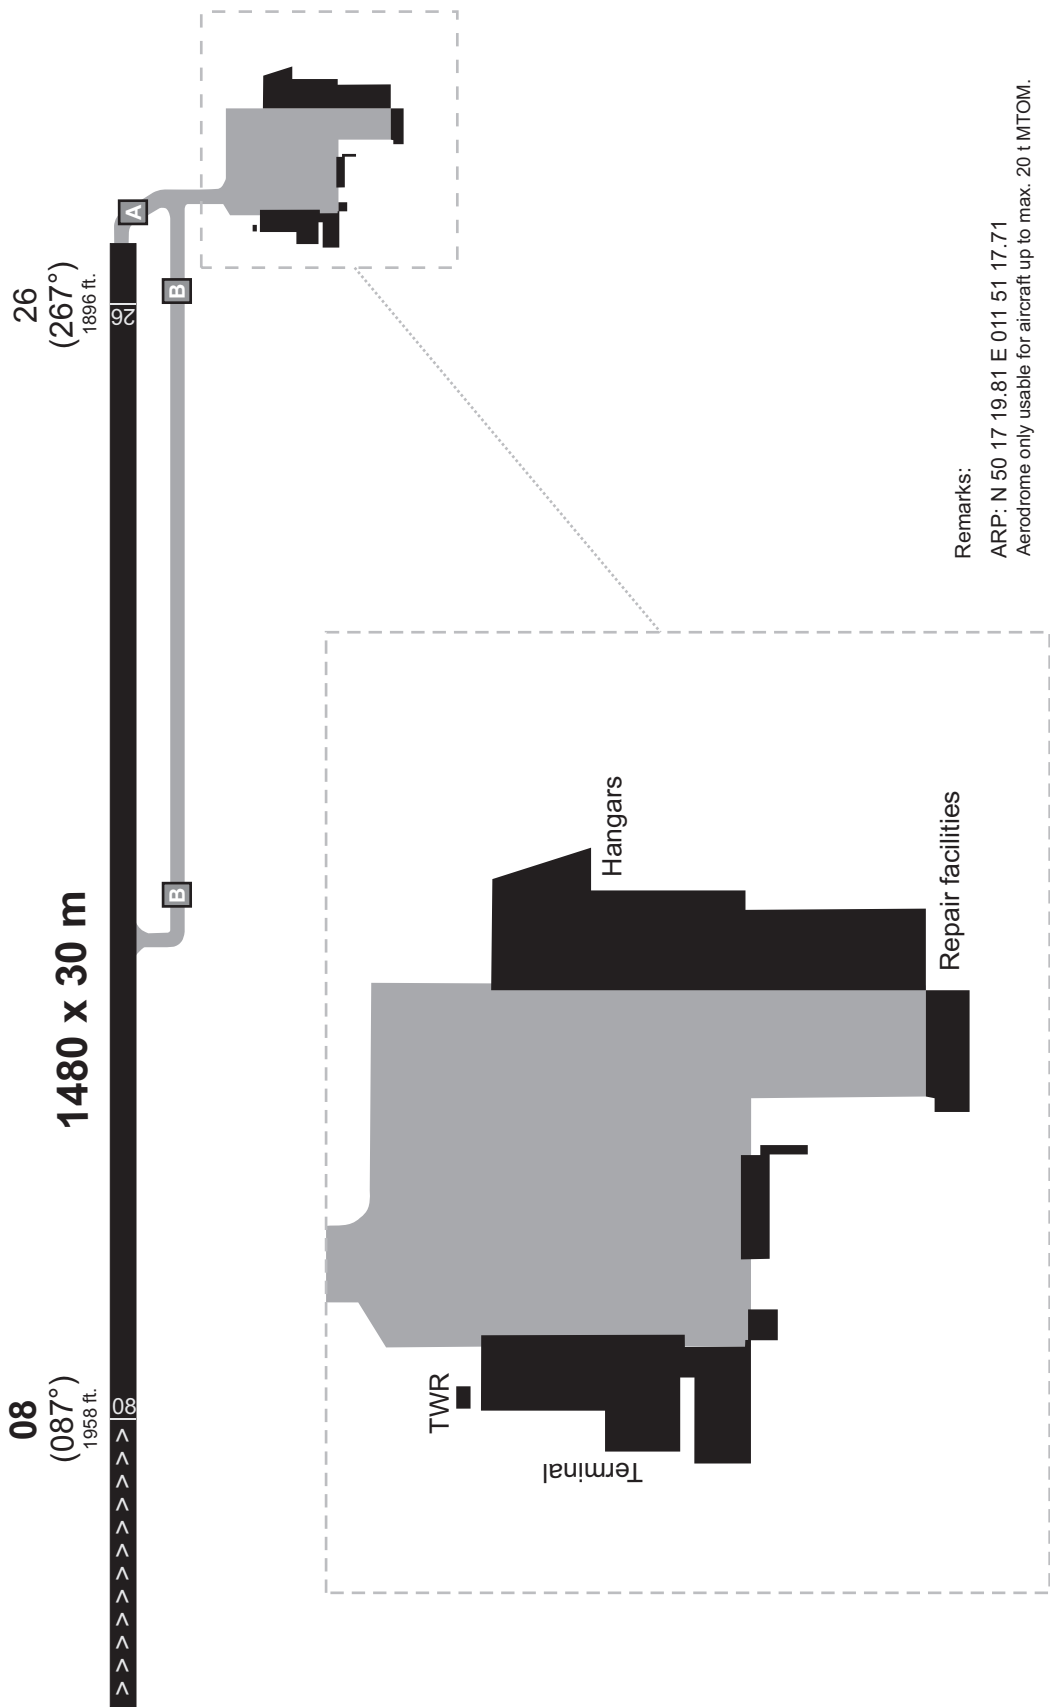 08
(087°)
1958 ft.
1480 x 30 m
26
(267°)
1896 ft.
> > > > > > > > > > > >
08
26
A
B
B
TWR
Terminal
Hangars
Repair facilities
Remarks:
ARP: N 50 17 19.81 E 011 51 17.71
Aerodrome only usable for aircraft up to max. 20 t MTOM.